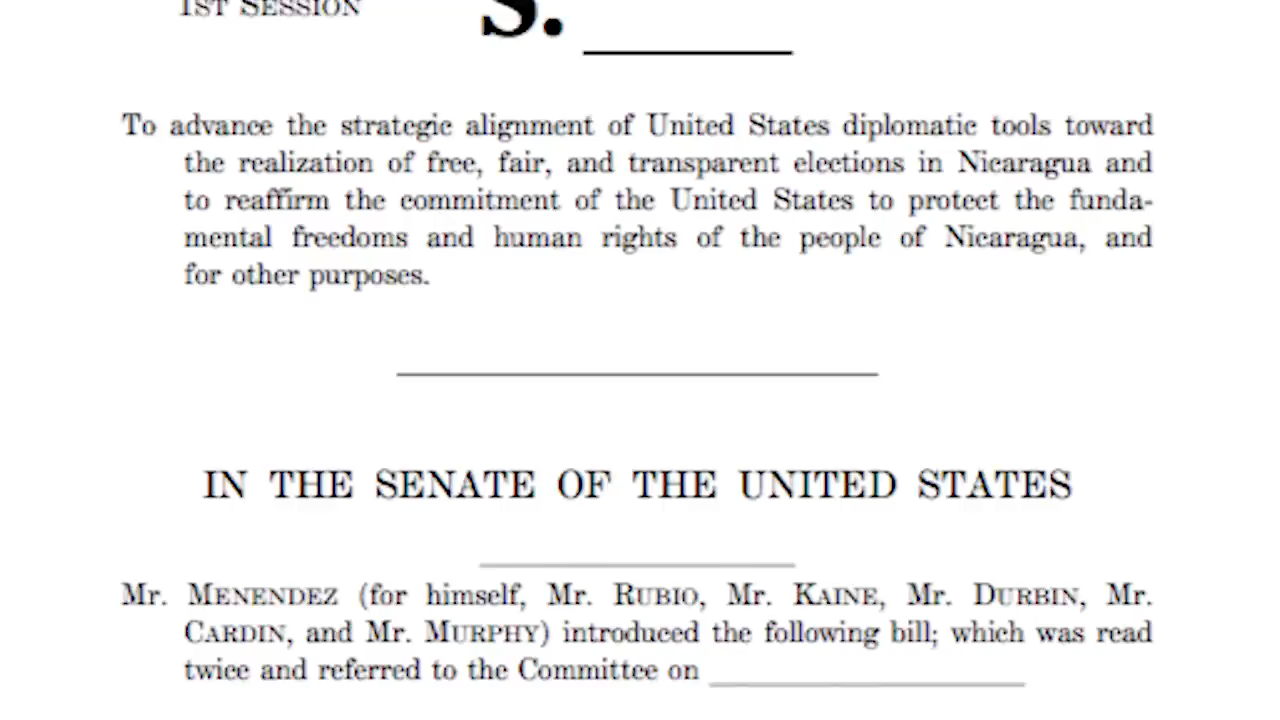 1ST SESSION
S.
To advance the strategic alignment of United States diplomatic tools toward
the realization of free, fair, and transparent elections in Nicaragua and
to reaffirm the commitment of the United States to protect the funda-
mental freedoms and human rights of the people of Nicaragua, and
for other purposes.
IN THE SENATE OF THE UNITED STATES
Mr. MENENDEZ (for himself, Mr. RUBIO, Mr. KAINE, Mr. DURBIN, Mr.
CARDIN, and Mr. MURPHY) introduced the following bill; which was read
twice and referred to the Committee on